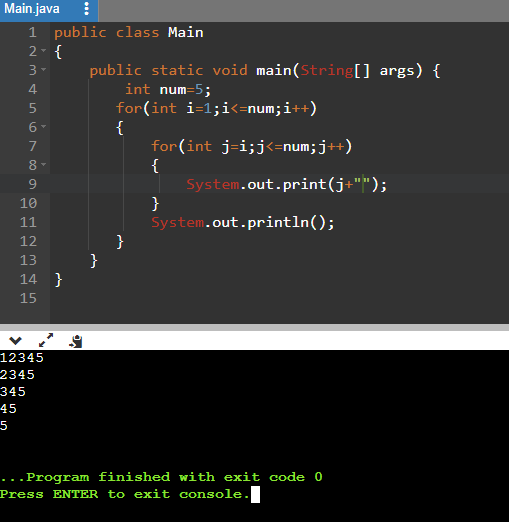 Main.java
1 public class Main
2 {
3 public static void main(String[] args) {
4 int num=5;
5 for(int i=1;i<=num;i++)
6 {
7 for(int j=i;j<=num;j++)
8 {
9 System.out.print(j+"");
10 }
11 System.out.println();
12 }
13 }
14 }
15
12345
2345
345
45
5
...Program finished with exit code 0
Press ENTER to exit console.